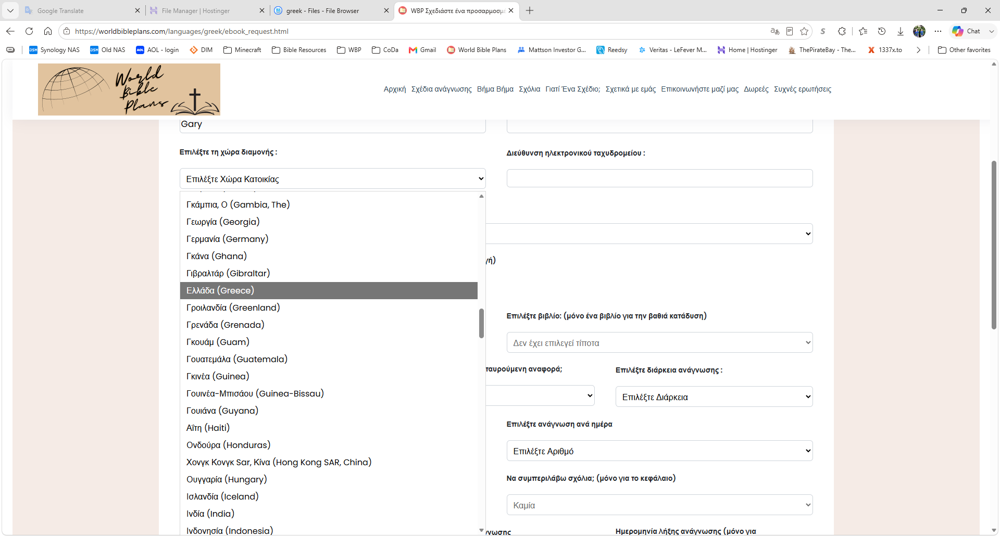 Google Translate
File Manager | Hostinger
greek - Files - File Browser
WBP Σχεδιάστε ένα προσαρμοσμέ
https://worldbibleplans.com/languages/greek/ebook_request.html
Chat
Synology NAS
Old NAS
AOL - login
DIM
Minecraft
Bible Resources
WBP
CoDa
Gmail
World Bible Plans
Mattson Investor G...
Reedsy
Veritas - LeFever M...
Home | Hostinger
ThePirateBay - The...
1337x.to
Other favorites
World
Bible
Plans
Αρχική Σχέδια ανάγνωσης Βήμα Βήμα Σχόλια Γιατί Ένα Σχέδιο; Σχετικά με εμάς Επικοινωνήστε μαζί μας Δωρεές Συχνές ερωτήσεις
Gary
Επιλέξτε τη χώρα διαμονής :
Διεύθυνση ηλεκτρονικού ταχυδρομείου :
Επιλέξτε Χώρα Κατοικίας
Γκάμπια, Ο (Gambia, The)
Γεωργία (Georgia)
Γερμανία (Germany)
Γκάνα (Ghana)
Γιβραλτάρ (Gibraltar)
Ελλάδα (Greece)
Γροιλανδία (Greenland)
Γρενάδα (Grenada)
Γκουάμ (Guam)
Γουατεμάλα (Guatemala)
Γκινέα (Guinea)
Γουινέα-Μπισάου (Guinea-Bissau)
Γουιάνα (Guyana)
Αΐτη (Haiti)
Ονδούρα (Honduras)
Χονγκ Κονγκ Sar, Κίνα (Hong Kong SAR, China)
Ουγγαρία (Hungary)
Ισλανδία (Iceland)
Ινδία (India)
Ινδονησία (Indonesia)
γή)
Επιλέξτε βιβλίο: (μόνο ένα βιβλίο για την βαθιά κατάδυση)
Δεν έχει επιλεγεί τίποτα
ταυρούμενη αναφορά;
Επιλέξτε διάρκεια ανάγνωσης :
Επιλέξτε Διάρκεια
Επιλέξτε ανάγνωση ανά ημέρα
Επιλέξτε Αριθμό
Να συμπεριλάβω σχόλια; (μόνο για το κεφάλαιο)
Καμία
γνωσης
Ημερομηνία λήξης ανάγνωσης (μόνο για